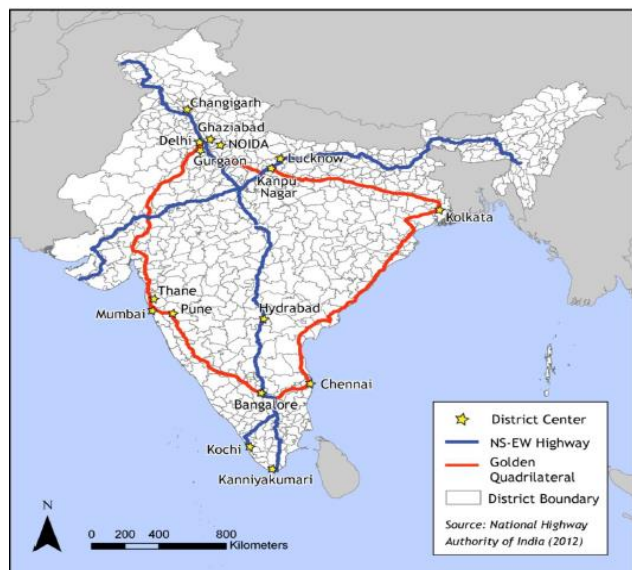 Changigarh
Ghaziabad
Delhi
NOIDA
Gurgaon
Lucknow
Kanpu
Nagar
Kolkata
Thane
Mumbai
Pune
Hydrabad
Chennai
Bangalore
Kochi
Kanniyakumari
District Center
NS-EW Highway
Golden
Quadrilateral
District Boundary
Source: National Highway
Authority of India (2012)
N
0 200 400 800
Kilometers